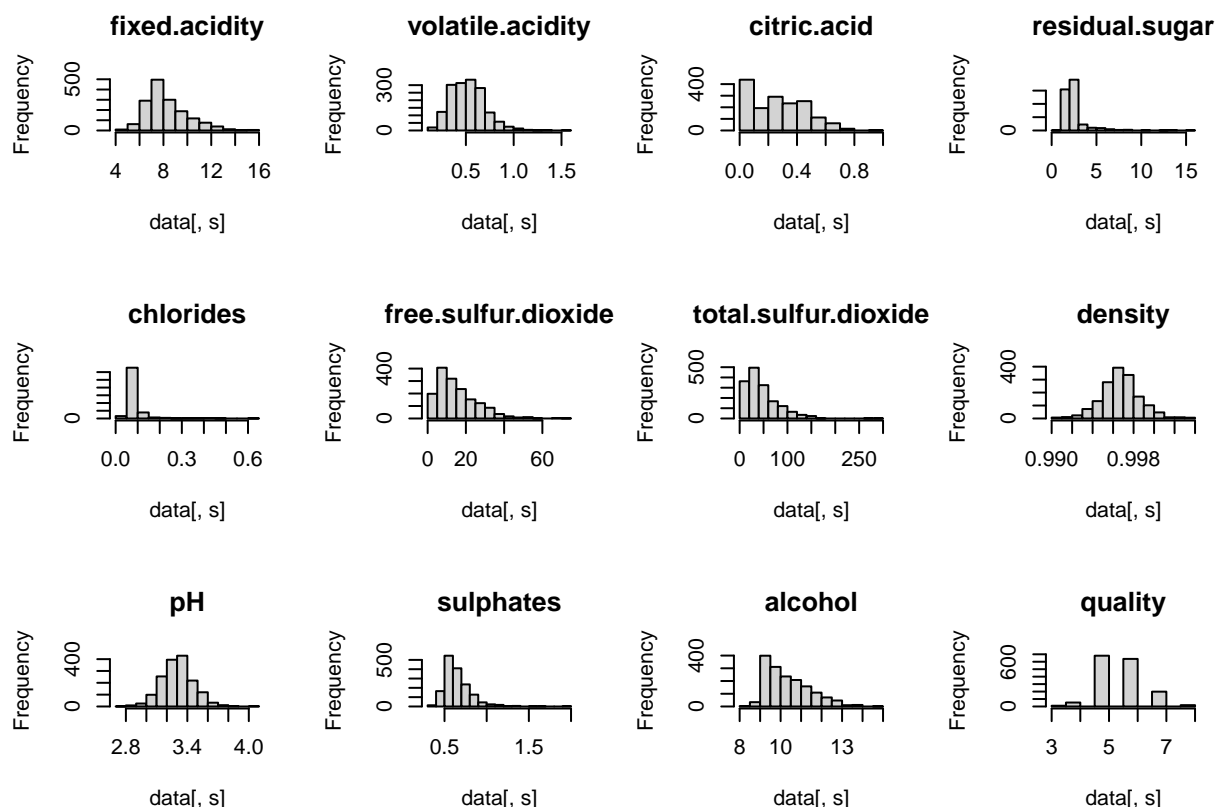 fixed.acidity
Frequency
0 500
4 8 12 16
data[, s]
volatile.acidity
Frequency
0 300
0.5 1.0 1.5
data[, s]
citric.acid
Frequency
0 400
0.0 0.4 0.8
data[, s]
residual.sugar
Frequency
0
0 5 10 15
data[, s]
chlorides
Frequency
0
0.0 0.3 0.6
data[, s]
free.sulfur.dioxide
Frequency
0 400
0 20 60
data[, s]
total.sulfur.dioxide
Frequency
0 500
0 100 250
data[, s]
density
Frequency
0 400
0.990 0.998
data[, s]
pH
Frequency
0 400
2.8 3.4 4.0
data[, s]
sulphates
Frequency
0 500
0.5 1.5
data[, s]
alcohol
Frequency
0 400
8 10 13
data[, s]
quality
Frequency
0 600
3 5 7
data[, s]